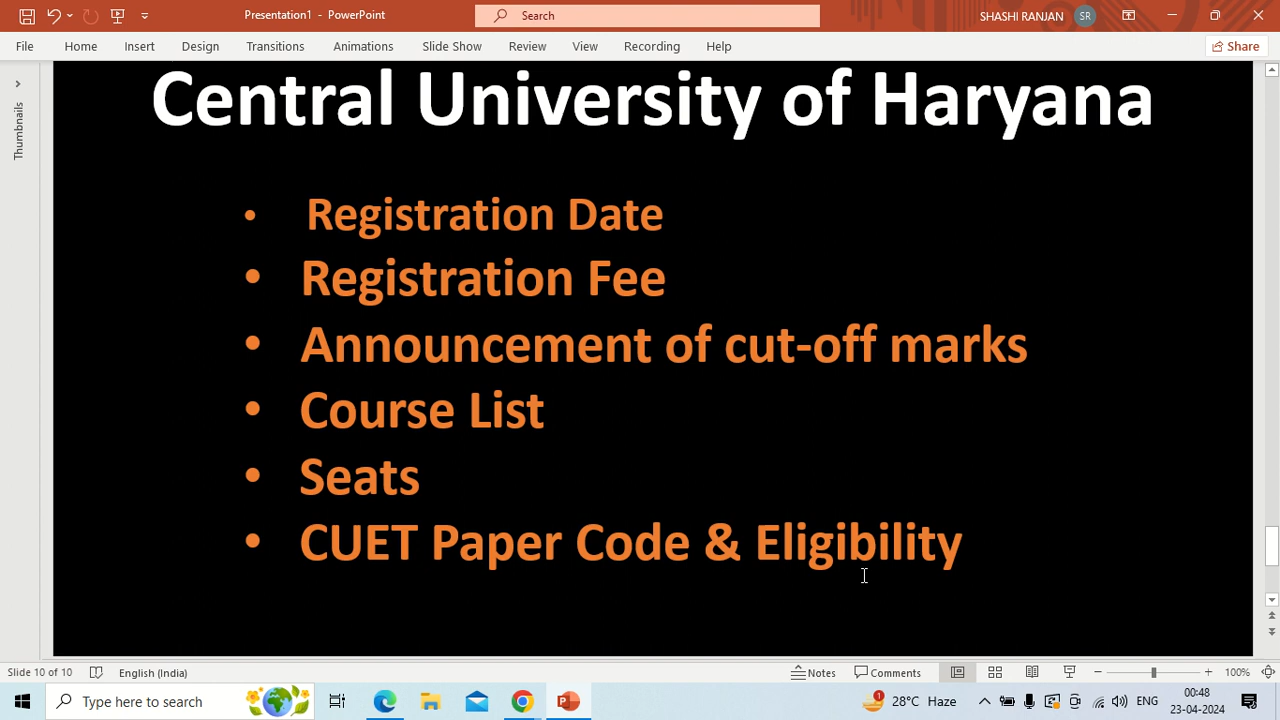 Presentation1 - PowerPoint
Search
SHASHI RANJAN
SR
File
Home
Insert
Design
Transitions
Animations
Slide Show
Review
View
Recording
Help
Share
Thumbnails
Central University of Haryana
• Registration Date
• Registration Fee
• Announcement of cut-off marks
• Course List
• Seats
• CUET Paper Code & Eligibility
Slide 10 of 10
English (India)
Notes
Comments
100%
Type here to search
1
28°C Haze
ENG
00:48
23-04-2024